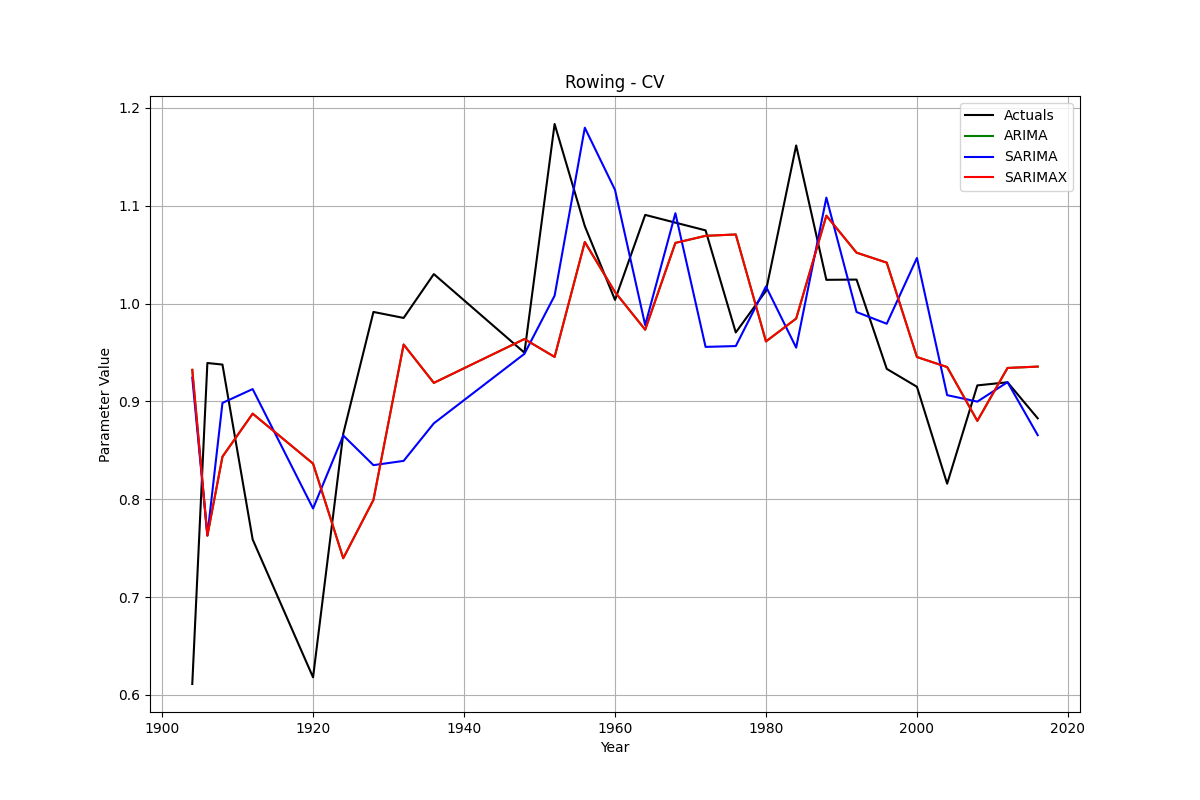 Rowing - CV
Actuals
ARIMA
SARIMA
SARIMAX
Parameter Value
1.2
1.1
1.0
0.9
0.8
0.7
0.6
1900 1920 1940 1960 1980 2000 2020
Year